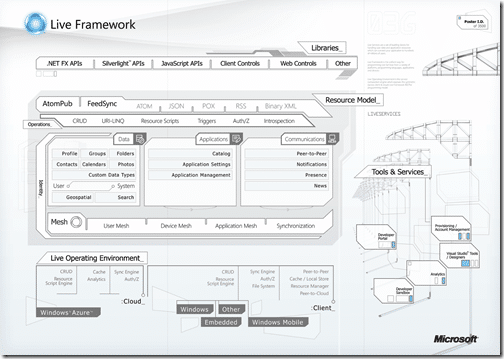 Live Framework
Poster I.D.
Libraries_
.NET FX APIs
Silverlight™ APIs
JavaScript APIs
Client Controls
Web Controls
Other
Resource Model_
AtomPub
FeedSync
ATOM
JSON
POX
RSS
Binary XML
Operations
CRUD
URI-LINQ
Resource Scripts
Triggers
AuthZ
Introspection
LIVESERVICES
Identity
Data
Profile
Groups
Folders
Contacts
Calenders
Photos
Custom Data Types
User
System
Geospatial
Search
Applications
Catalog
Application Settings
Application Management
Communications
Peer-to-Peer
Notifications
Presence
News
Mesh
User Mesh
Device Mesh
Application Mesh
Synchronization
Tools & Services_
Developer Portal
Provisioning / Account Management
Visual Studio Tools / Designers
Analytics
Developer Sandbox
Live Operating Environment_
CRUD
Resource
Script Engine
Cache
Analytics
Sync Engine
AuthZ
:Cloud_
Windows Azure™
CRUD
Resource
Script Engine
Sync Engine
AuthZ
File System
Peer-to-Peer
Cache / Local Store
Resource Manager
Peer-to-Cloud
:Client_
Windows
Other
Embedded
Windows Mobile
Microsoft